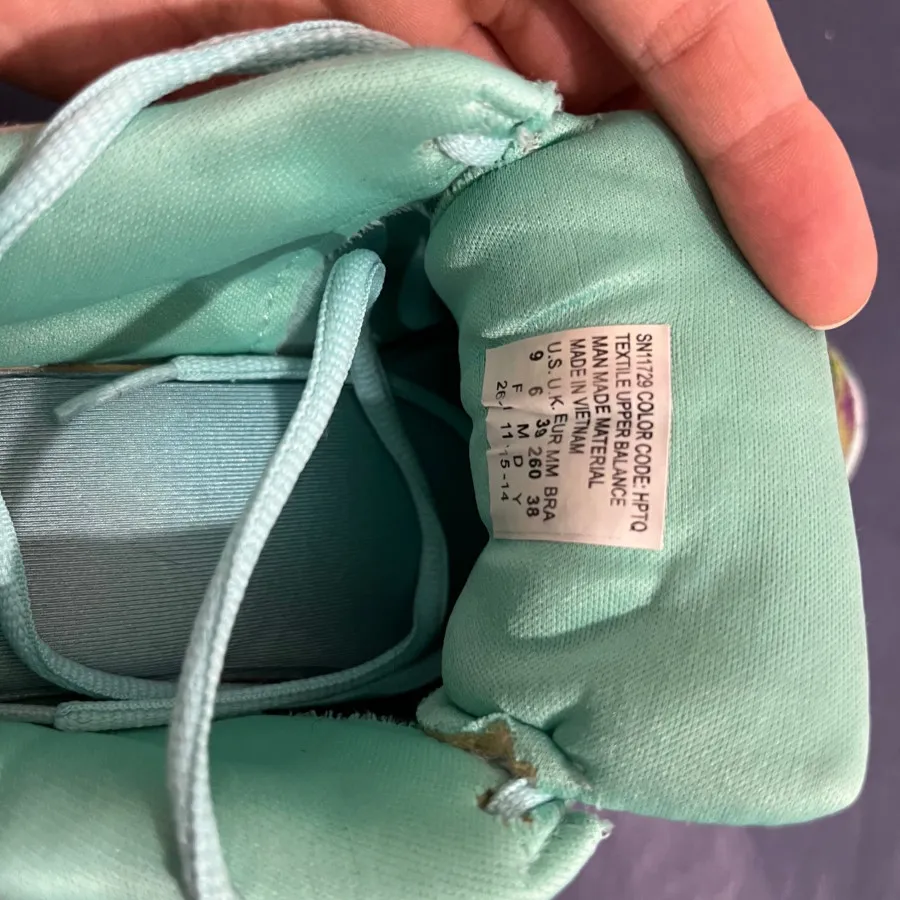 SN11729 COLOR CODE: HPTQ
TEXTILE UPPER BALANCE
MAN MADE MATERIAL
MADE IN VIETNAM
U.S. U.K. EUR MM BRA
9 6 39 260 38
F M D Y
11 15-14